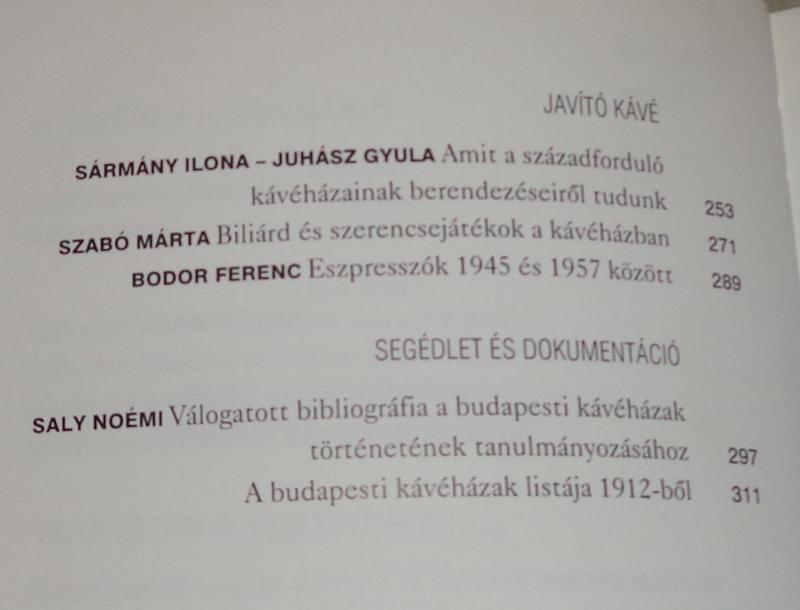 JAVÍTÓ KÁVÉ
SÁRMÁNY ILONA – JUHÁSZ GYULA Amit a századforduló
kávéházainak berendezéseiről tudunk 253
SZABÓ MÁRTA Biliárd és szerencsejátékok a kávéházban 271
BODOR FERENC Eszpresszók 1945 és 1957 között 289
SEGÉDLET ÉS DOKUMENTÁCIÓ
SALY NOÉMI Válogatott bibliográfia a budapesti kávéházak
történetének tanulmányozásához 297
A budapesti kávéházak listája 1912-ből 311